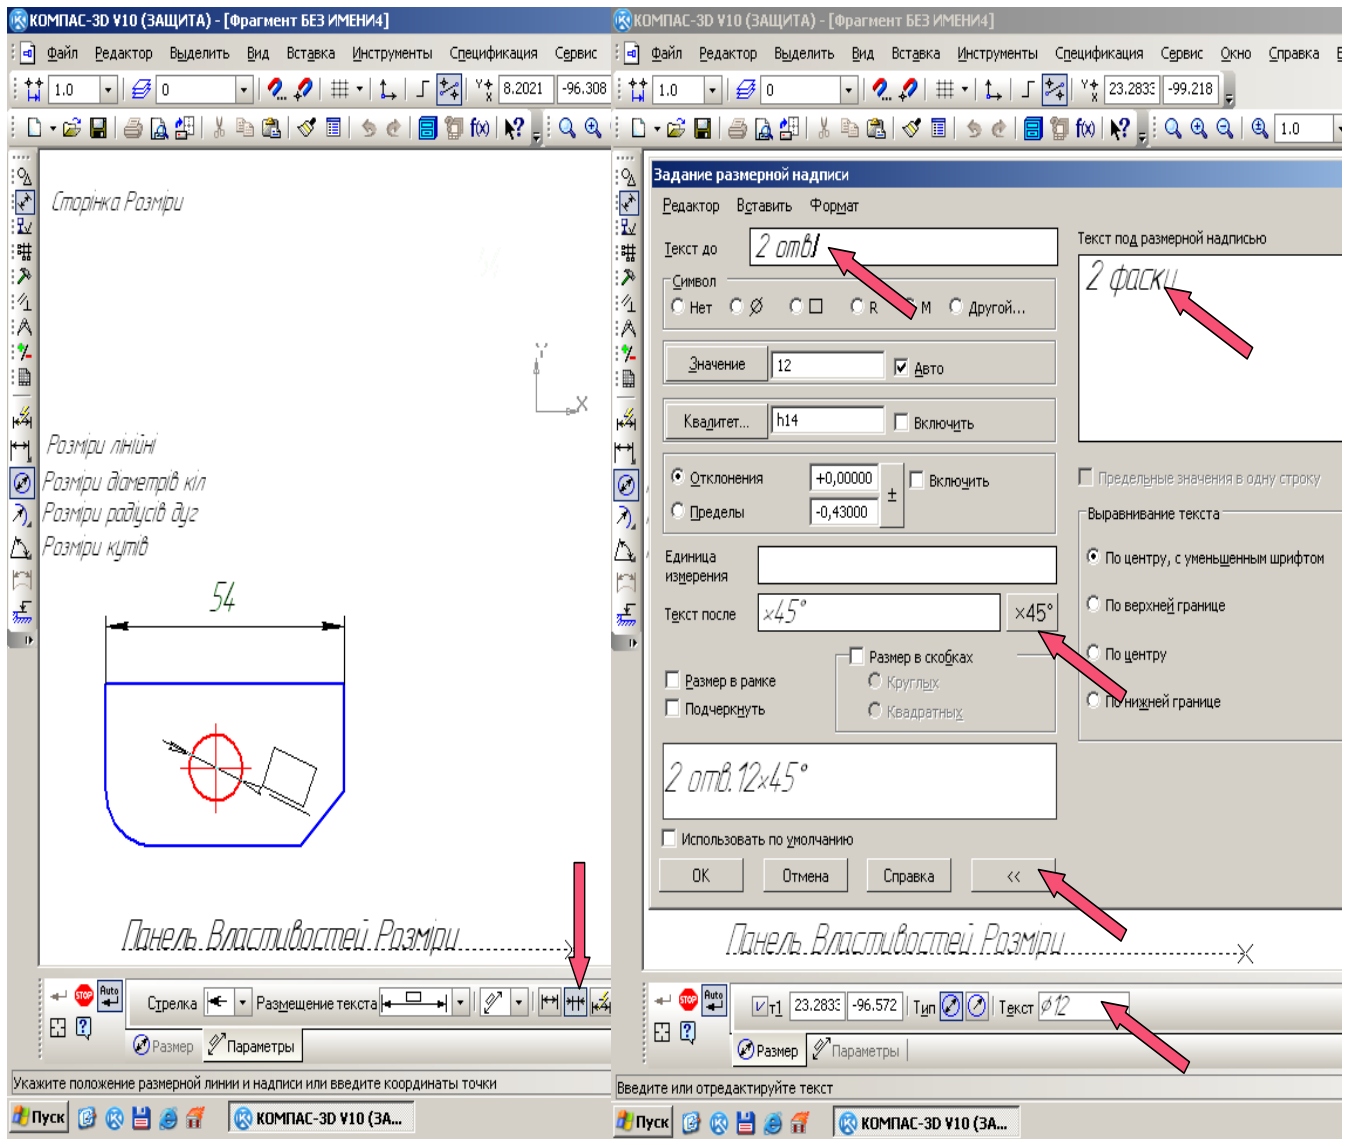 КОМПАС-3D V10 (ЗАЩИТА) - [Фрагмент БЕЗ ИМЕНИ4]
Файл Редактор Выделить Вид Вставка Инструменты Спецификация Сервис
1.0 0 8.2021 -96.308
f(x)
Сторінка Розміри
Y
X
Розміри лінійні
Розміри діаметрів кіл
Розміри радіусів дуг
Розміри кутів
54
Панель Властивостей Розміри
STOP Auto Стрелка Размещение текста
Размер Параметры
Укажите положение размерной линии и надписи или введите координаты точки
Пуск КОМПАС-3D V10 (ЗА...
КОМПАС-3D V10 (ЗАЩИТА) - [Фрагмент БЕЗ ИМЕНИ4]
Файл Редактор Выделить Вид Вставка Инструменты Спецификация Сервис Окно Справка
1.0 0 23.283 -99.218
f(x) 1.0
Задание размерной надписи
Редактор Вставить Формат
Текст до 2 отв.
Текст под размерной надписью
2 фаски
Символ
Нет Ø □ R M Другой...
Значение 12 Авто
Квалитет... h14 Включить
Отклонения +0,00000 ± Включить
Пределы -0,43000
Предельные значения в одну строку
Выравнивание текста
По центру, с уменьшенным шрифтом
По верхней границе
По центру
По нижней границе
Единица
измерения
Текст после ×45° ×45°
Размер в скобках
Размер в рамке Круглых
Подчеркнуть Квадратных
2 отв.12×45°
Использовать по умолчанию
OK Отмена Справка <<
Панель Властивостей Розміри
STOP Auto т1 23.283 -96.572 Тип Текст Ø12
Размер Параметры
Введите или отредактируйте текст
Пуск КОМПАС-3D V10 (ЗА...